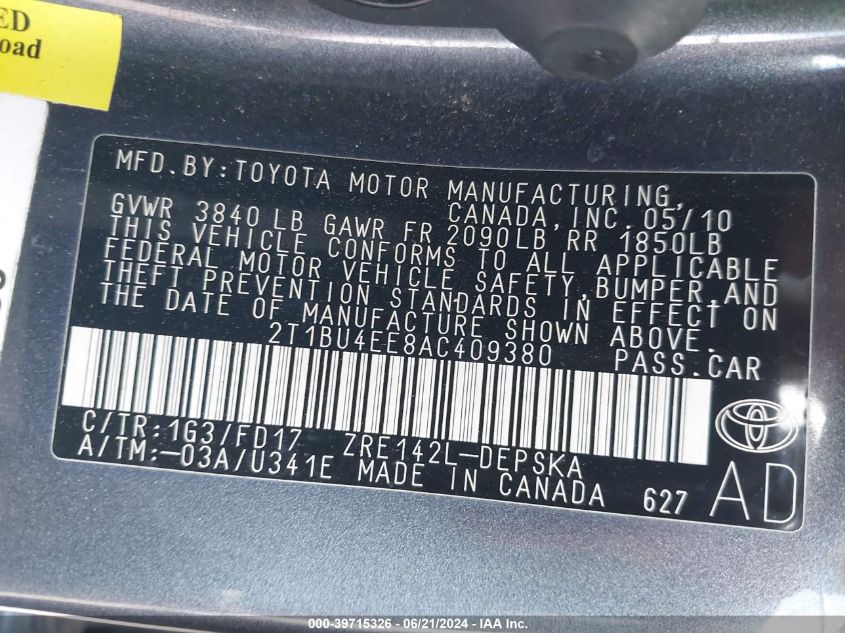 ED
oad
MFD.BY:TOYOTA MOTOR MANUFACTURING,
CANADA,INC. 05/10
GVWR 3840 LB GAWR FR 2090LB RR 1850LB
THIS VEHICLE CONFORMS TO ALL APPLICABLE
FEDERAL MOTOR VEHICLE SAFETY,BUMPER,AND
THEFT PREVENTION STANDARDS IN EFFECT ON
THE DATE OF MANUFACTURE SHOWN ABOVE.
2T1BU4EE8AC409380 PASS.CAR
C/TR:1G3/FD17 ZRE142L-DEPSKA
A/TM:-03A/U341E MADE IN CANADA 627
AD
000-39715326 - 06/21/2024 - IAA Inc.